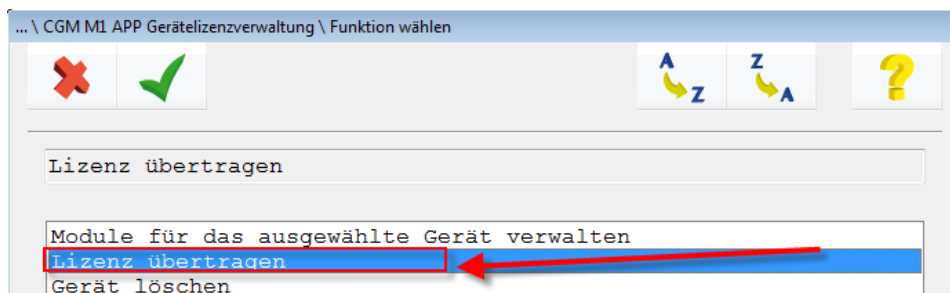 ... \ CGM M1 APP Gerätelizenzverwaltung \ Funktion wählen
A Z Z A ?
Lizenz übertragen
Module für das ausgewählte Gerät verwalten
Lizenz übertragen
Gerät löschen